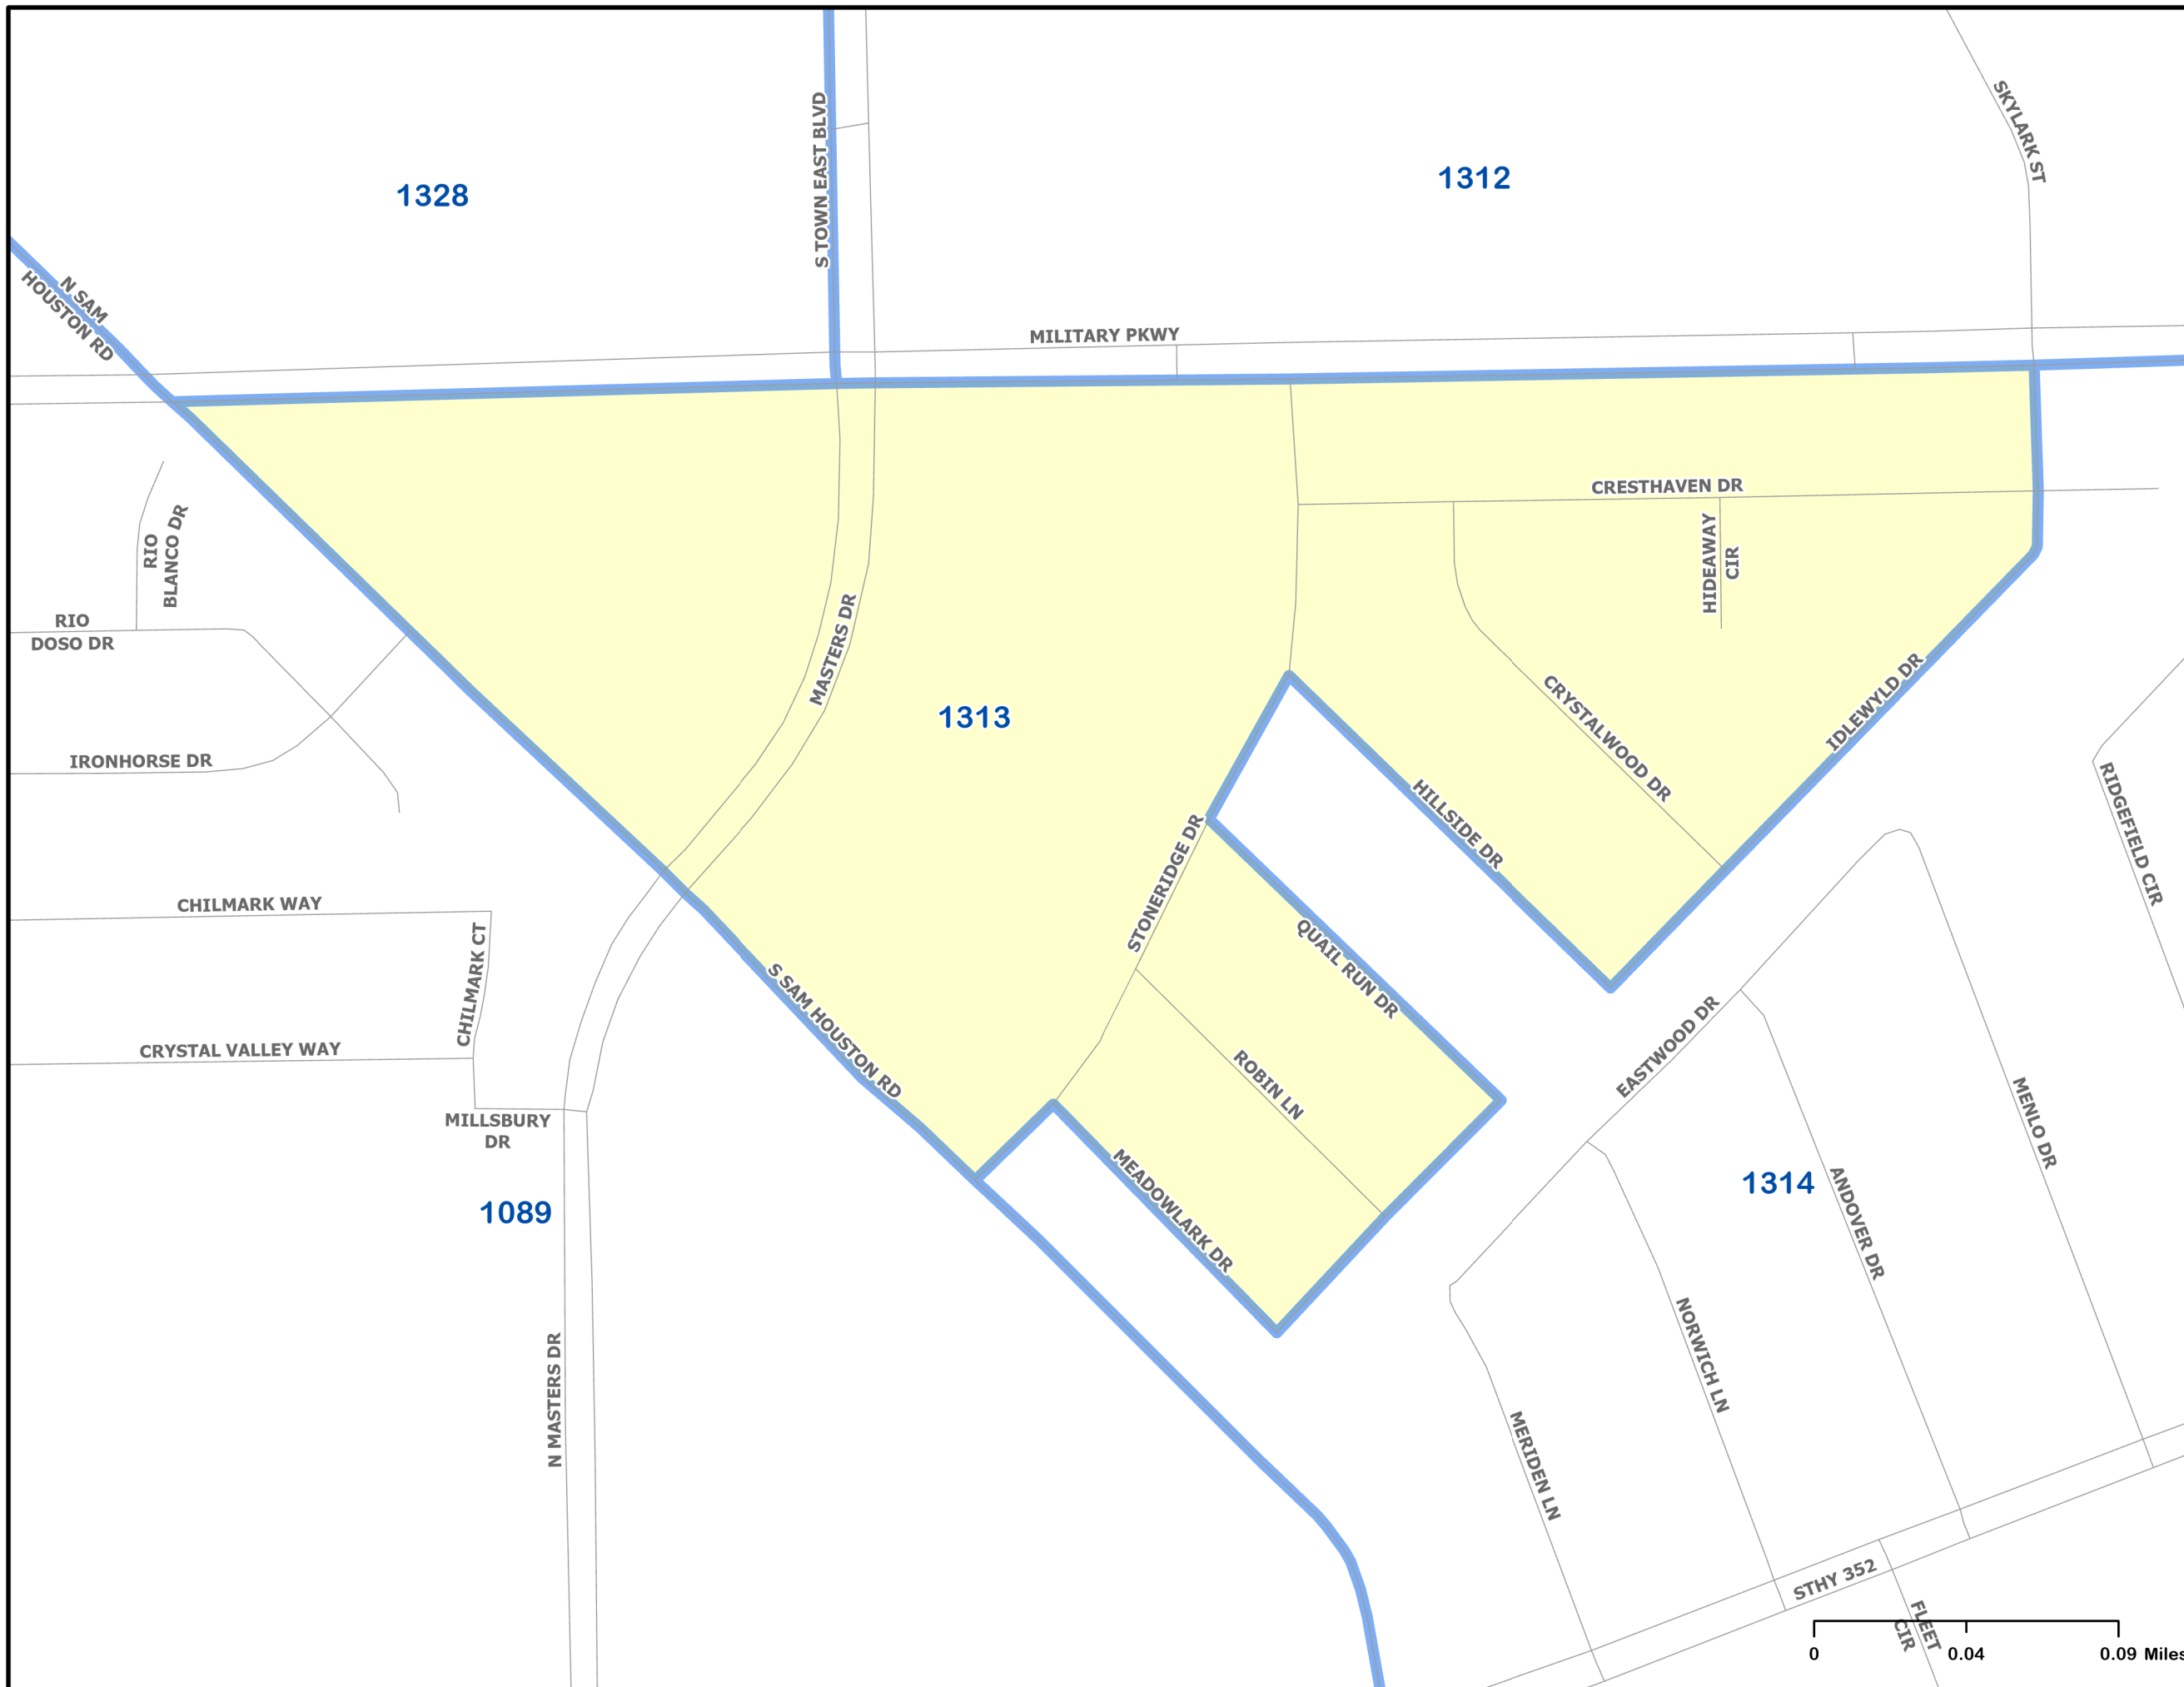 SKYLARK ST
S TOWN EAST BLVD
1328
1312
N SAM
HOUSTON RD
MILITARY PKWY
CRESTHAVEN DR
HIDEAWAY
CIR
RIO
BLANCO DR
RIO
DOSO DR
MASTERS DR
1313
IDLEWYLD DR
CRYSTALWOOD DR
IRONHORSE DR
HILLSIDE DR
RIDGEFIELD CIR
STONERIDGE DR
CHILMARK WAY
CHILMARK CT
QUAIL RUN DR
S SAM HOUSTON RD
EASTWOOD DR
CRYSTAL VALLEY WAY
ROBIN LN
MILLSBURY
DR
MENLO DR
MEADOWLARK DR
1314
ANDOVER DR
1089
NORWICH LN
N MASTERS DR
MERIDEN LN
STHY 352
FLEET
CIR
0 0.04 0.09 Miles